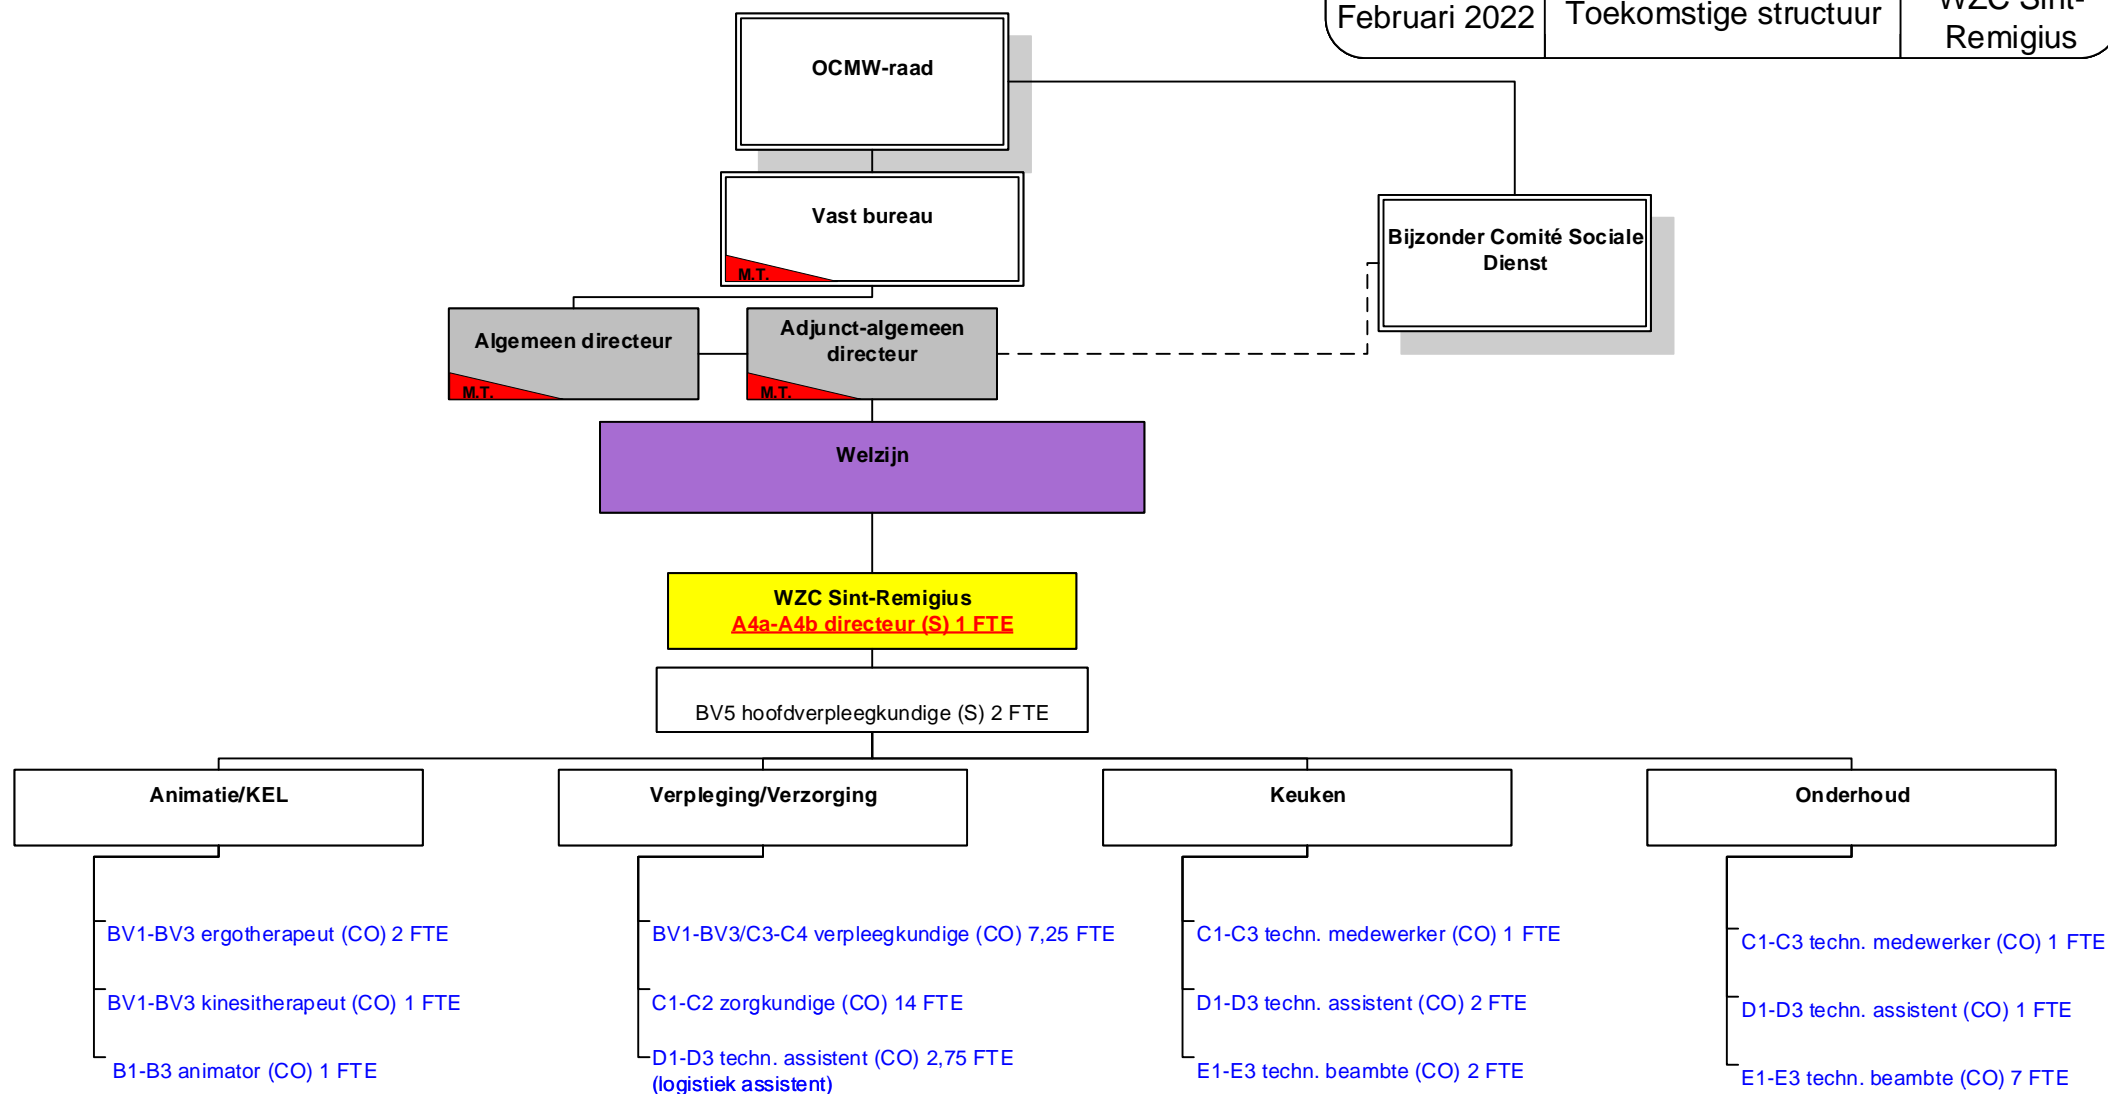 Februari 2022
Toekomstige structuur
WZC Sint-
Remigius
OCMW-raad
Vast bureau
M.T.
Bijzonder Comité Sociale
Dienst
Algemeen directeur
M.T.
Adjunct-algemeen
directeur
M.T.
Welzijn
WZC Sint-Remigius
A4a-A4b directeur (S) 1 FTE
BV5 hoofdverpleegkundige (S) 2 FTE
Animatie/KEL
BV1-BV3 ergotherapeut (CO) 2 FTE
BV1-BV3 kinesitherapeut (CO) 1 FTE
B1-B3 animator (CO) 1 FTE
Verpleging/Verzorging
BV1-BV3/C3-C4 verpleegkundige (CO) 7,25 FTE
C1-C2 zorgkundige (CO) 14 FTE
D1-D3 techn. assistent (CO) 2,75 FTE
(logistiek assistent)
Keuken
C1-C3 techn. medewerker (CO) 1 FTE
D1-D3 techn. assistent (CO) 2 FTE
E1-E3 techn. beambte (CO) 2 FTE
Onderhoud
C1-C3 techn. medewerker (CO) 1 FTE
D1-D3 techn. assistent (CO) 1 FTE
E1-E3 techn. beambte (CO) 7 FTE